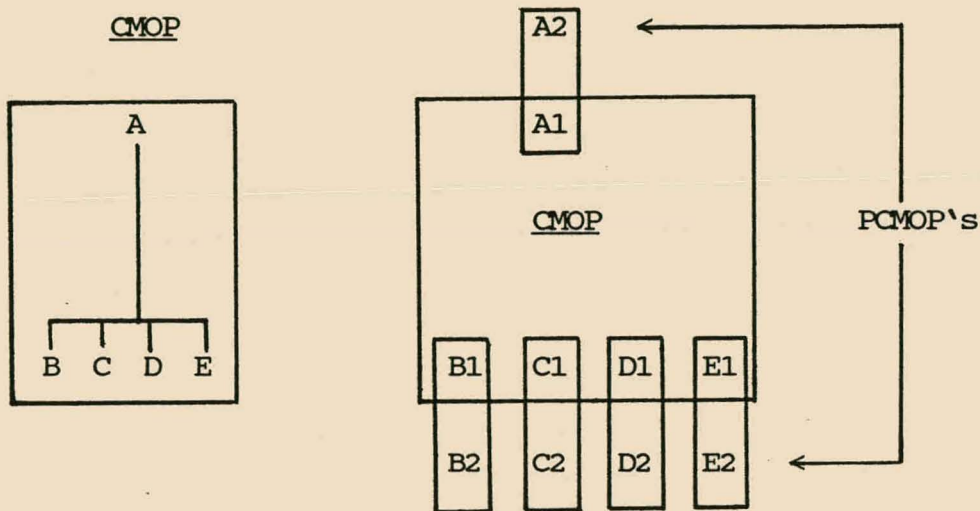 CMOP
A
B C D E
A2
A1
CMOP
PCMOP's
B1 C1 D1 E1
B2 C2 D2 E2